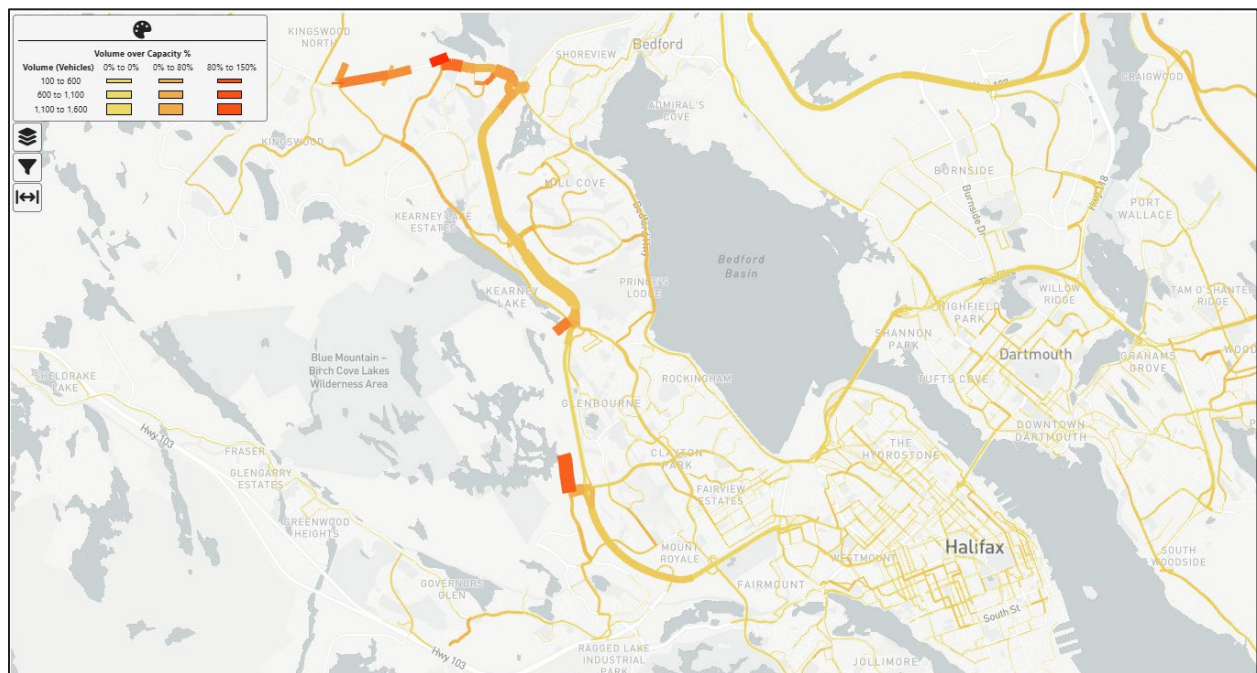 Volume over Capacity %
Volume (Vehicles) 0% to 0% 0% to 80% 80% to 150%
100 to 600
600 to 1,100
1,100 to 1,600
KINGSWOOD
NORTH
SHOREVIEW
Bedford
ADMIRAL'S
COVE
CRAIGWOOD
KINGSWOOD
MILL COVE
BURNSIDE
Burnside Dr
Hwy 118
PORT
WALLACE
KEARNEY LAKE
ESTATES
Bedford Hwy
Bedford
Basin
PRINCE'S
LODGE
KEARNEY
LAKE
HIGHFIELD
PARK
WILLOW
RIDGE
TAM O'SHANTER
RIDGE
SHANNON
PARK
Dartmouth
GRAHAMS
GROVE
Blue Mountain –
Birch Cove Lakes
Wilderness Area
ROCKINGHAM
TUFTS COVE
GLENBOURNE
DOWNTOWN
DARTMOUTH
Hwy 103
THE
HYDROSTONE
FRASER
GLENGARRY
ESTATES
CLAYTON
PARK
FAIRVIEW
ESTATES
GREENWOOD
HEIGHTS
MOUNT
ROYALE
Halifax
WESTMOUNT
SOUTH
WOODSIDE
GOVERNORS
GLEN
FAIRMOUNT
South St
Hwy 103
RAGGED LAKE
INDUSTRIAL
PARK
JOLLIMORE